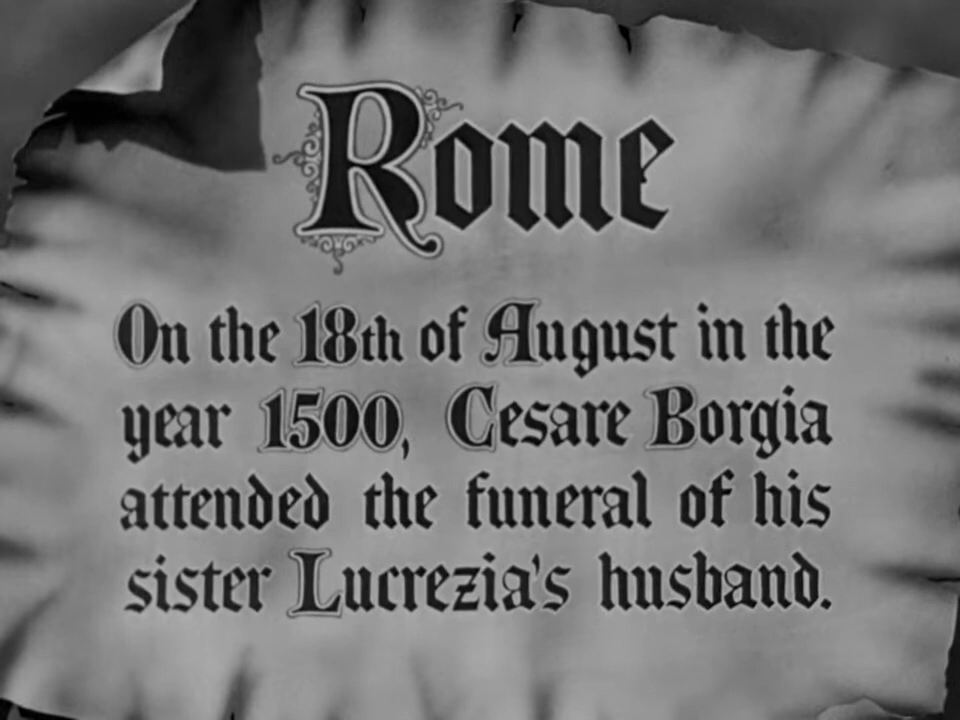 Rome
On the 18th of August in the
year 1500, Cesare Borgia
attended the funeral of his
sister Lucrezia's husband.